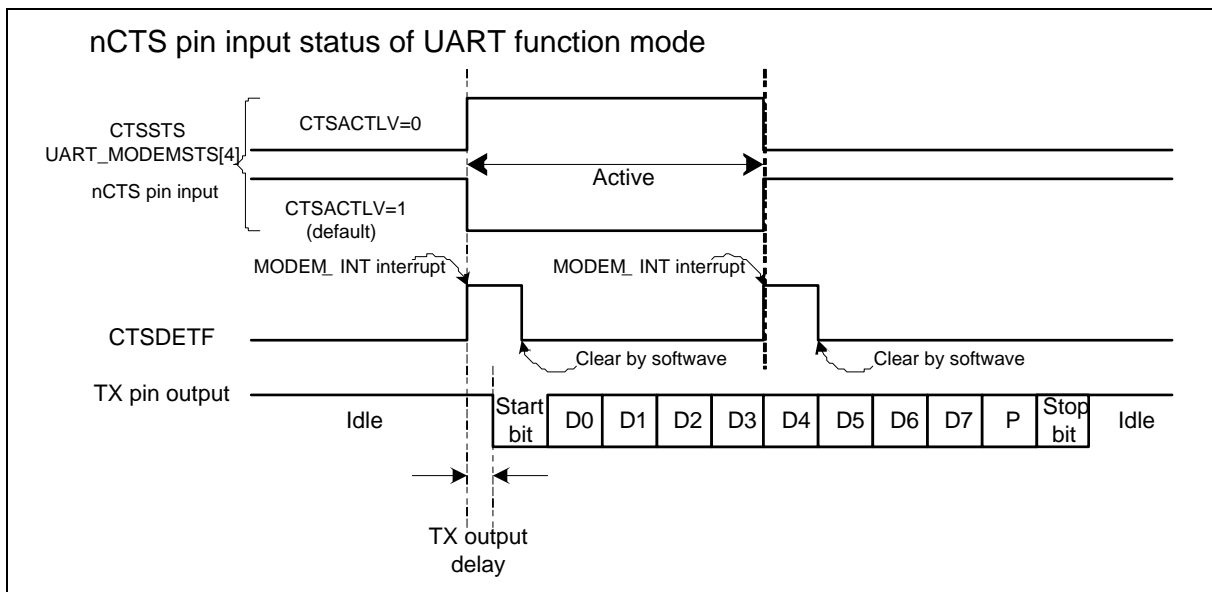 nCTS pin input status of UART function mode
CTSACTLV=0
CTSSTS
UART_MODEMSTS[4]
Active
nCTS pin input
CTSACTLV=1
(default)
MODEM_ INT interrupt
MODEM_ INT interrupt
CTSDETF
Clear by softwave
Clear by softwave
TX pin output
Idle
Start
bit
D0
D1
D2
D3
D4
D5
D6
D7
P
Stop
bit
Idle
TX output
delay